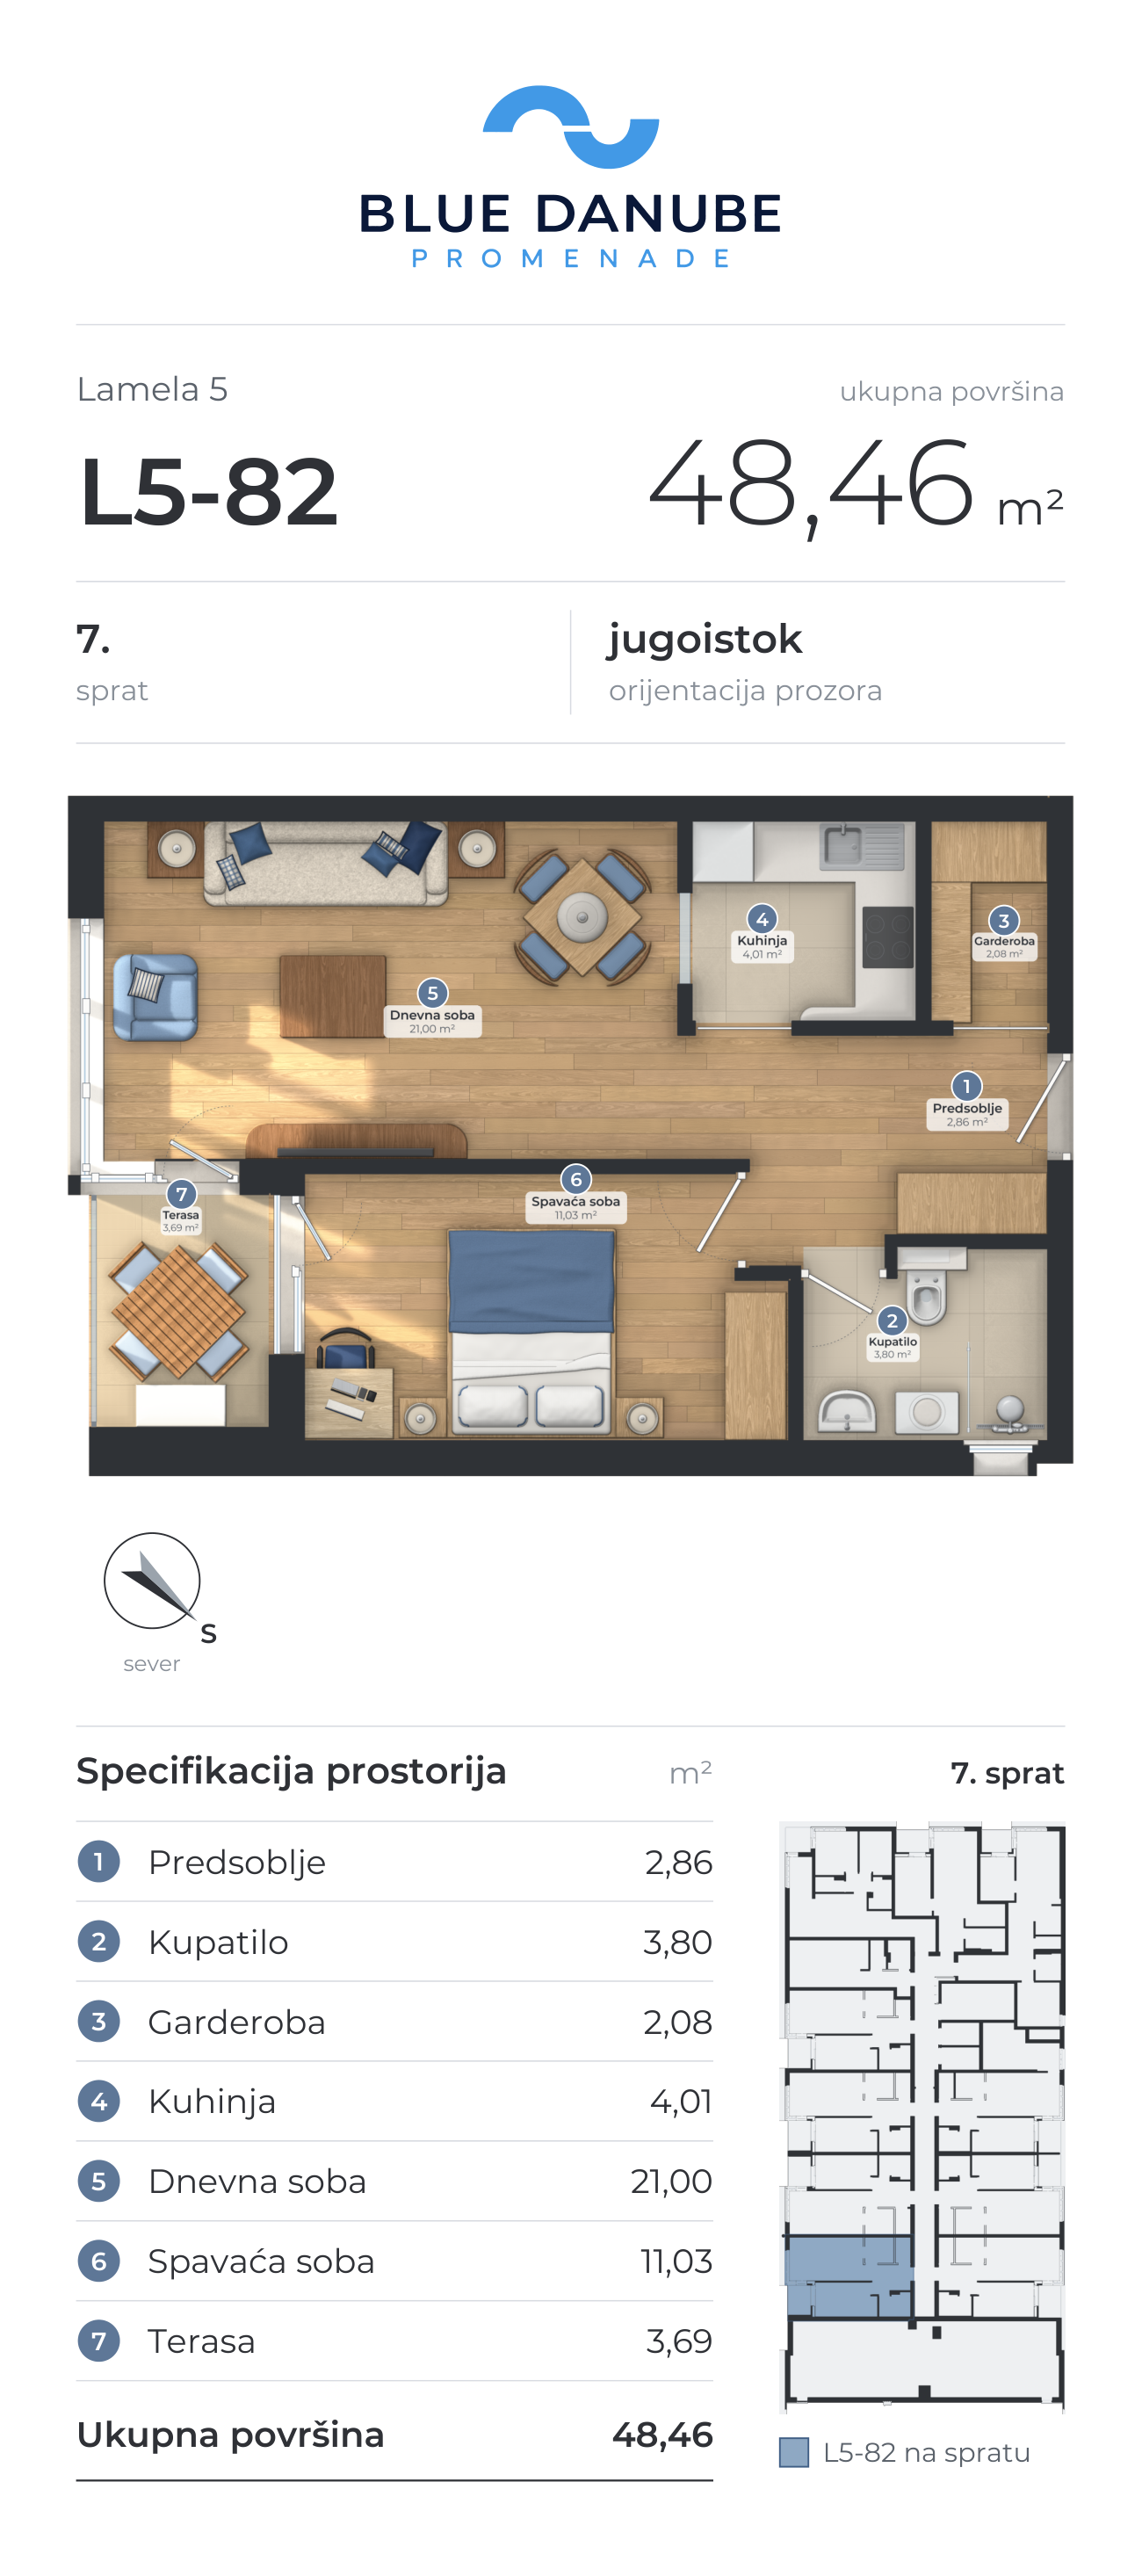 BLUE DANUBE
PROMENADE
Lamela 5
ukupna površina
L5-82
48,46 m²
7.
sprat
jugoistok
orijentacija prozora
4
Kuhinja
4,01 m²
3
Garderoba
2,08 m²
5
Dnevna soba
21,00 m²
1
Predsoblje
2,86 m²
6
Spavaća soba
11,03 m²
7
Terasa
3,69 m²
2
Kupatilo
3,80 m²
S
sever
Specifikacija prostorija m²
7. sprat
1 Predsoblje 2,86
2 Kupatilo 3,80
3 Garderoba 2,08
4 Kuhinja 4,01
5 Dnevna soba 21,00
6 Spavaća soba 11,03
7 Terasa 3,69
Ukupna površina 48,46
L5-82 na spratu